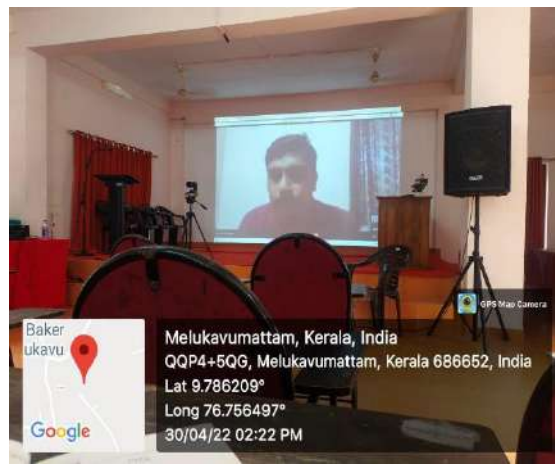 GPS Map Camera
Baker
ukavu
Google
Melukavumattam, Kerala, India
QQP4+5QG, Melukavumattam, Kerala 686652, India
Lat 9.786209°
Long 76.756497°
30/04/22 02:22 PM